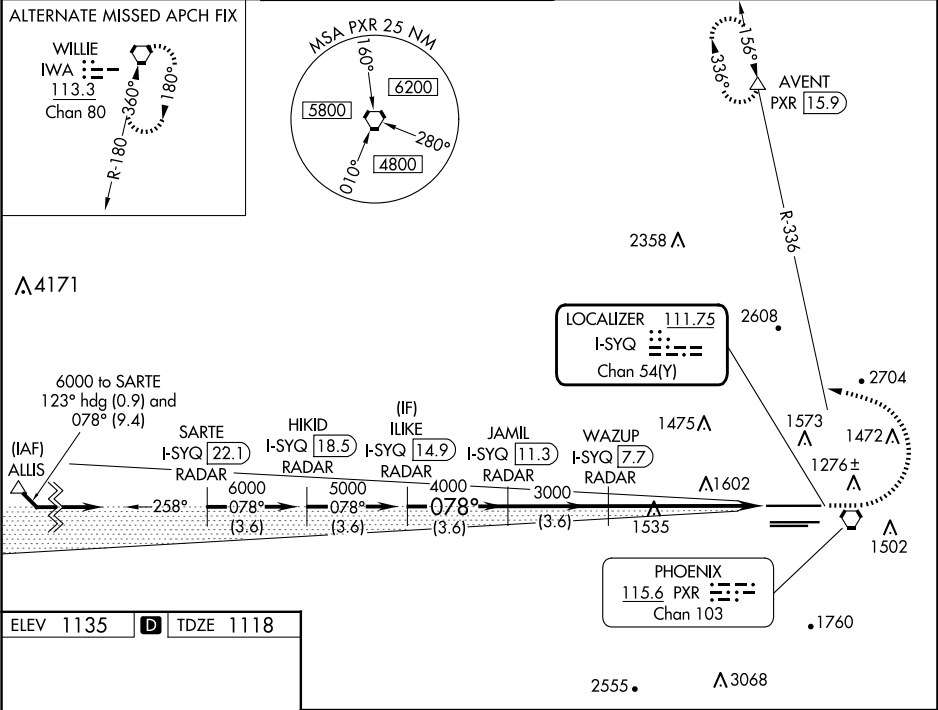 ALTERNATE MISSED APCH FIX
WILLIE
IWA
113.3
Chan 80
360°
180°
R-180
MSA PXR 25 NM
160°
6200
5800
280°
4800
010°
156°
336°
AVENT
PXR 15.9
R-336
2358
4171
LOCALIZER 111.75
I-SYQ
Chan 54(Y)
2608
2704
6000 to SARTE
123° hdg (0.9) and
078° (9.4)
(IAF)
ALLIS
SARTE
I-SYQ 22.1
RADAR
HIKID
I-SYQ 18.5
RADAR
(IF)
ILIKE
I-SYQ 14.9
RADAR
JAMIL
I-SYQ 11.3
RADAR
WAZUP
I-SYQ 7.7
RADAR
1475
1573
1472
1276±
1602
258°
6000
078°
(3.6)
5000
078°
(3.6)
4000
078°
(3.6)
3000
(3.6)
1535
1502
PHOENIX
115.6 PXR
Chan 103
1760
ELEV 1135 D TDZE 1118
2555
3068